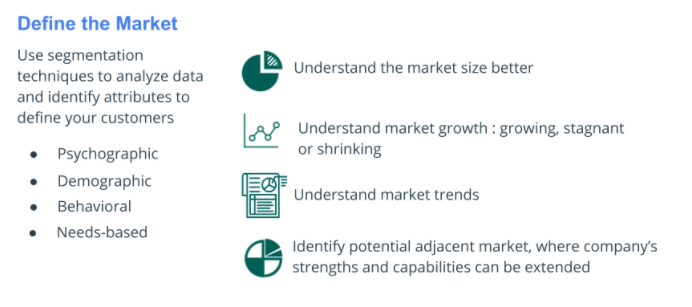 Define the Market
Use segmentation
techniques to analyze data
and identify attributes to
define your customers
● Psychographic
● Demographic
● Behavioral
● Needs-based
Understand the market size better
Understand market growth : growing, stagnant
or shrinking
Understand market trends
Identify potential adjacent market, where company's
strengths and capabilities can be extended